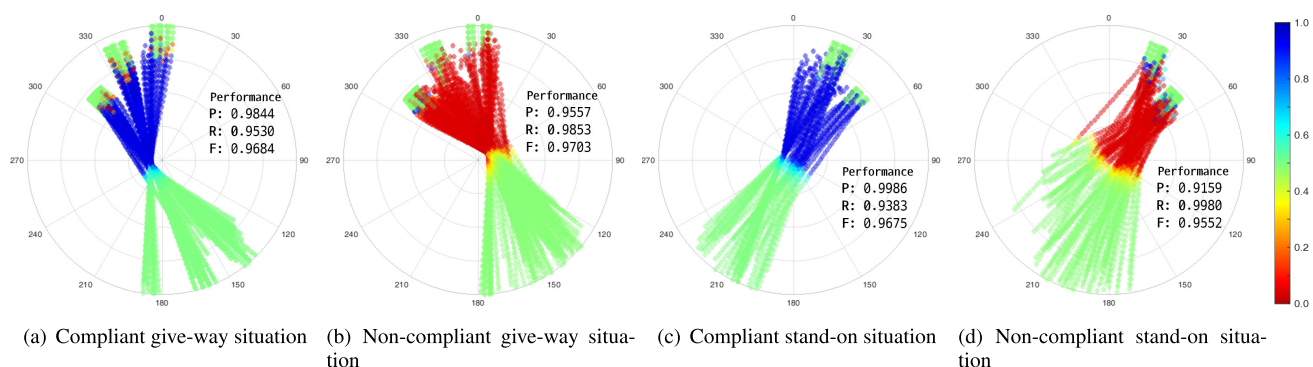 0
30
60
90
120
150
180
210
240
270
300
330
Performance
P: 0.9844
R: 0.9530
F: 0.9684
0
30
60
90
120
150
180
210
240
270
300
330
Performance
P: 0.9557
R: 0.9853
F: 0.9703
0
30
60
90
120
150
180
210
240
270
300
330
Performance
P: 0.9986
R: 0.9383
F: 0.9675
0
30
60
90
120
150
180
210
240
270
300
330
Performance
P: 0.9159
R: 0.9980
F: 0.9552
1.0
0.8
0.6
0.4
0.2
0.0
(a) Compliant give-way situation
(b) Non-compliant give-way situa-
tion
(c) Compliant stand-on situation
(d) Non-compliant stand-on situa-
tion